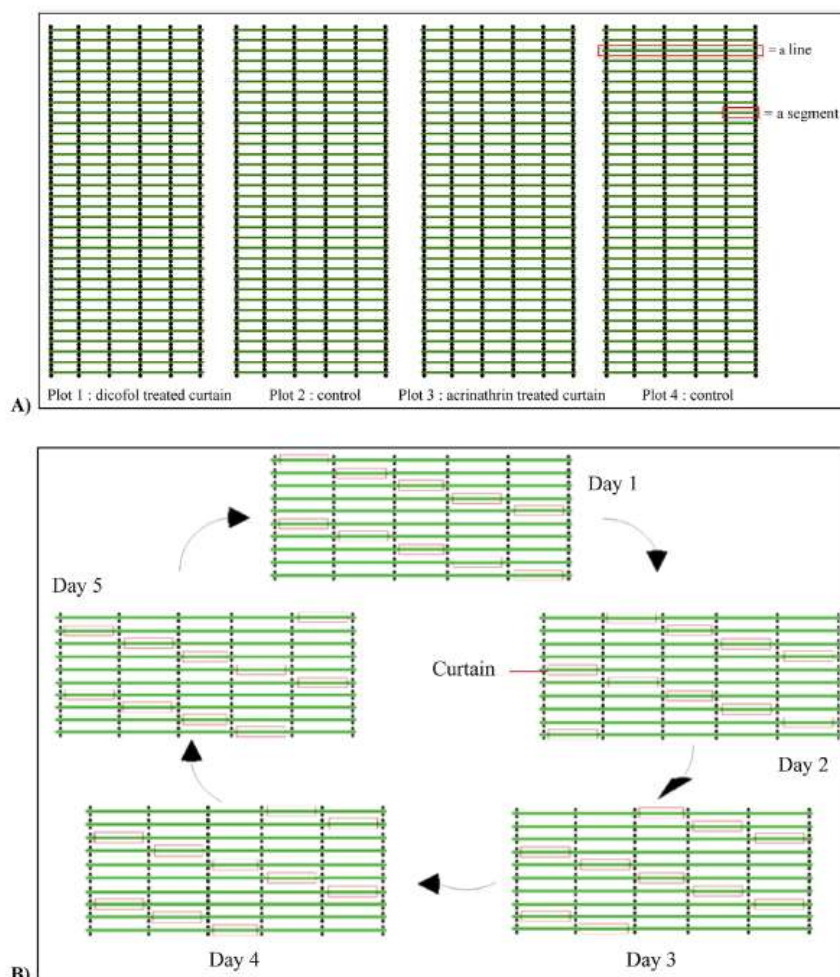 = a line
= a segment
Plot 1 : dicofol treated curtain
Plot 2 : control
Plot 3 : acrinathrin treated curtain
Plot 4 : control
A)
Day 1
Day 5
Curtain
Day 2
Day 4
Day 3
B)